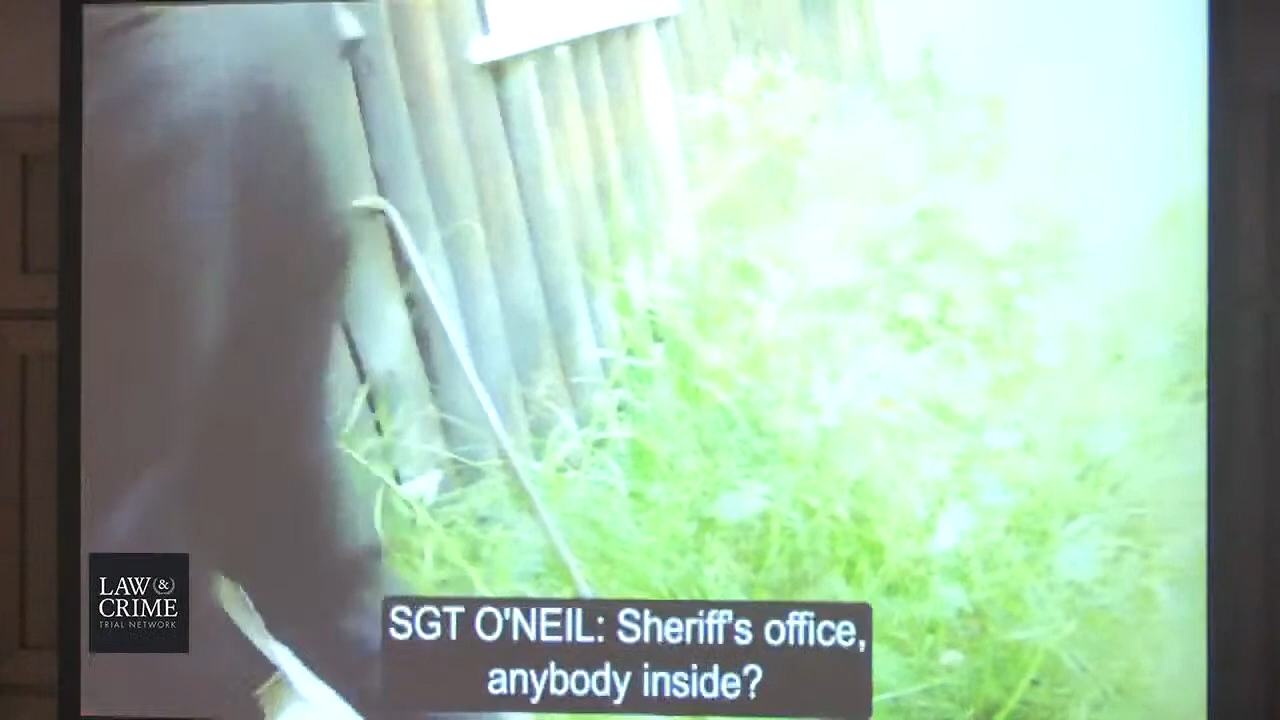 LAW &
CRIME
TRIAL NETWORK
SGT O'NEIL: Sheriff's office,
anybody inside?